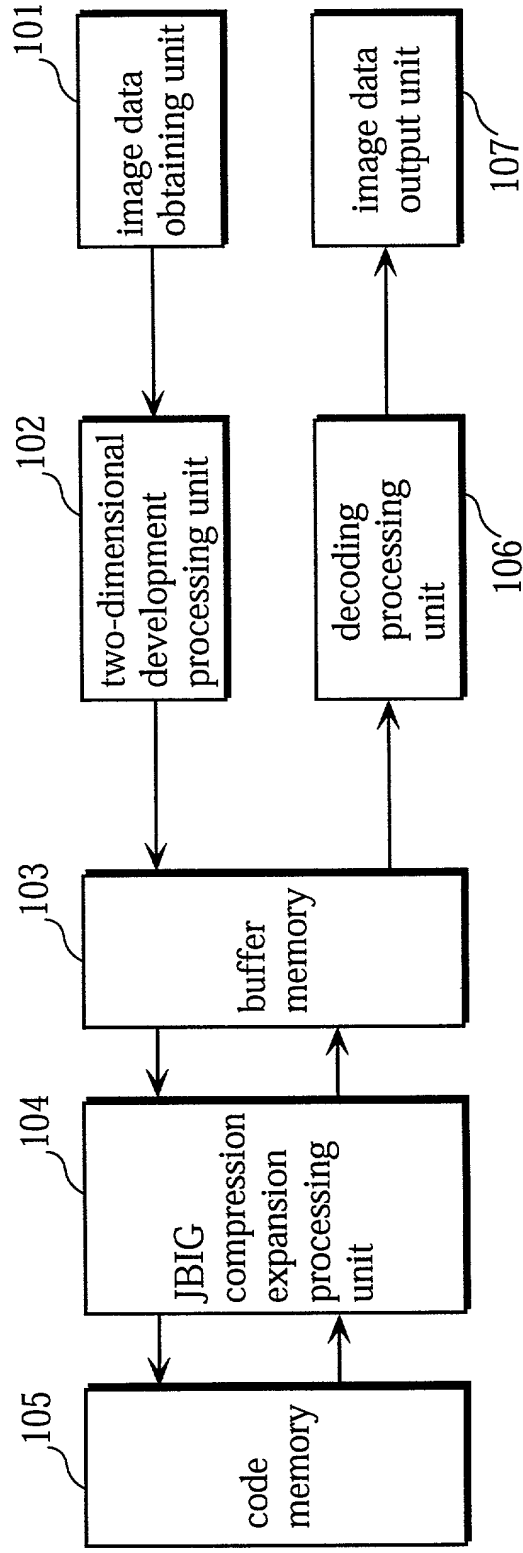 105
code
memory
104
JBIG
compression
expansion
processing
unit
103
buffer
memory
102
two-dimensional
development
processing unit
101
image data
obtaining unit
decoding
processing
unit
106
image data
output unit
107